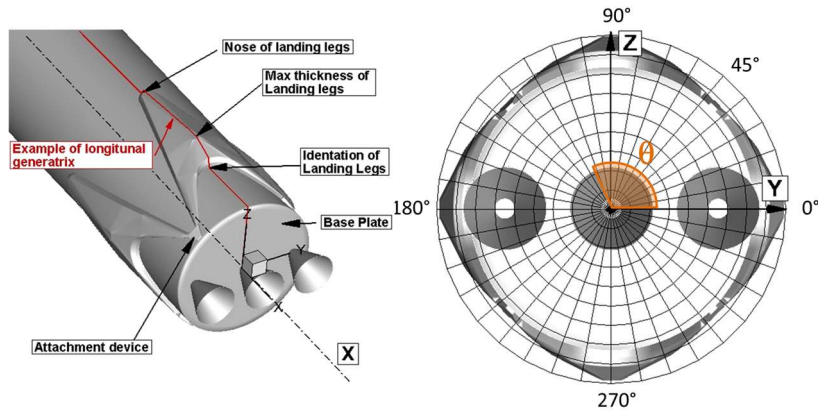 Nose of landing legs
Max thickness of
Landing legs
Example of longitunal
generatrix
Identation of
Landing Legs
Z
Base Plate
Y
X
Attachment device
X
90°
Z
45°
θ
Y
180°
0°
270°